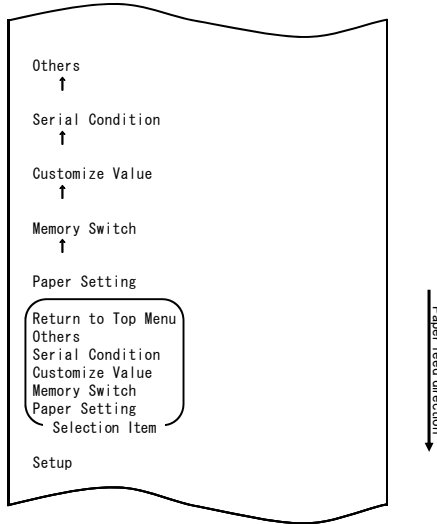 Others
↑
Serial Condition
↑
Customize Value
↑
Memory Switch
↑
Paper Setting
Return to Top Menu
Others
Serial Condition
Customize Value
Memory Switch
Paper Setting
Selection Item
Setup
Paper feed direction